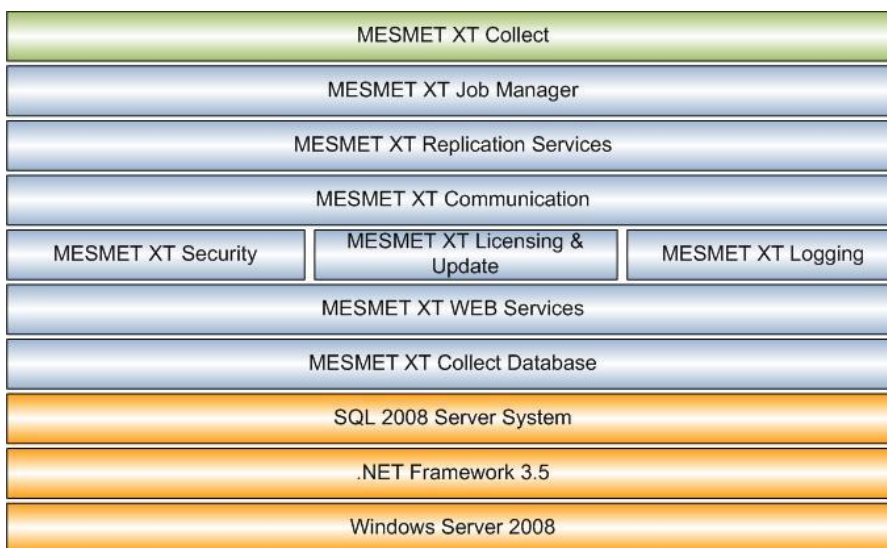 MESMET XT Collect
MESMET XT Job Manager
MESMET XT Replication Services
MESMET XT Communication
MESMET XT Security
MESMET XT Licensing &
Update
MESMET XT Logging
MESMET XT WEB Services
MESMET XT Collect Database
SQL 2008 Server System
.NET Framework 3.5
Windows Server 2008